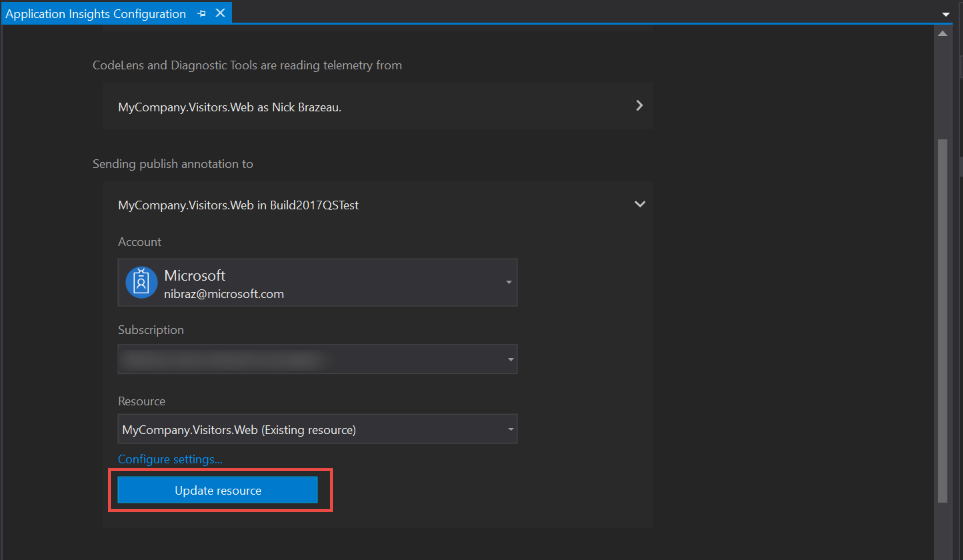 Application Insights Configuration
CodeLens and Diagnostic Tools are reading telemetry from
MyCompany.Visitors.Web as Nick Brazeau.
Sending publish annotation to
MyCompany.Visitors.Web in Build2017QSTest
Account
Microsoft
nibraz@microsoft.com
Subscription
Resource
MyCompany.Visitors.Web (Existing resource)
Configure settings...
Update resource